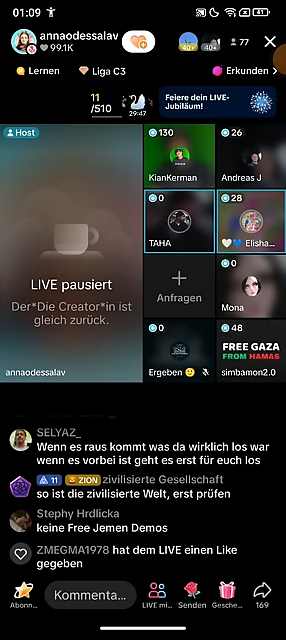 01:09
41
annaodessalav
99.1K
40+
40+
77
Lernen
Liga C3
Erkunden
11
/510
29:47
Feiere dein LIVE-
Jubiläum!
Host
130
KianKerman
26
Andreas J
0
TAHA
28
Elisha...
LIVE pausiert
Der*Die Creator*in ist
gleich zurück.
annaodessalav
Anfragen
0
Mona
0
Ergeben
48
FREE GAZA
FROM HAMAS
simbamon2.0
SELYAZ_
Wenn es raus kommt was da wirklich los war
wenn es vorbei ist geht es erst für euch los
11 ZION zivilisierte Gesellschaft
so ist die zivilisierte Welt, erst prüfen
Stephy Hrdlicka
keine Free Jemen Demos
ZMEGMA1978 hat dem LIVE einen Like
gegeben
Kommenta...
Abonn...
LIVE mi...
Senden
Gesche...
169